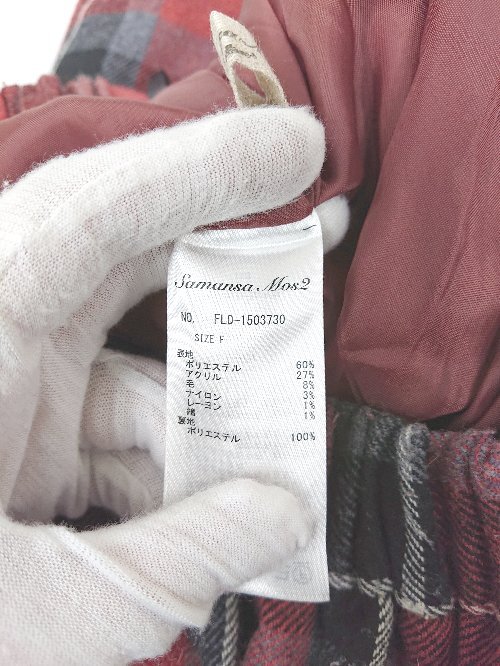 Samansa Mos2
NO. FLD-1503730
SIZE F
表地
ポリエステル 60%
アクリル 27%
毛 8%
ナイロン 3%
レーヨン 1%
綿 1%
裏地
ポリエステル 100%